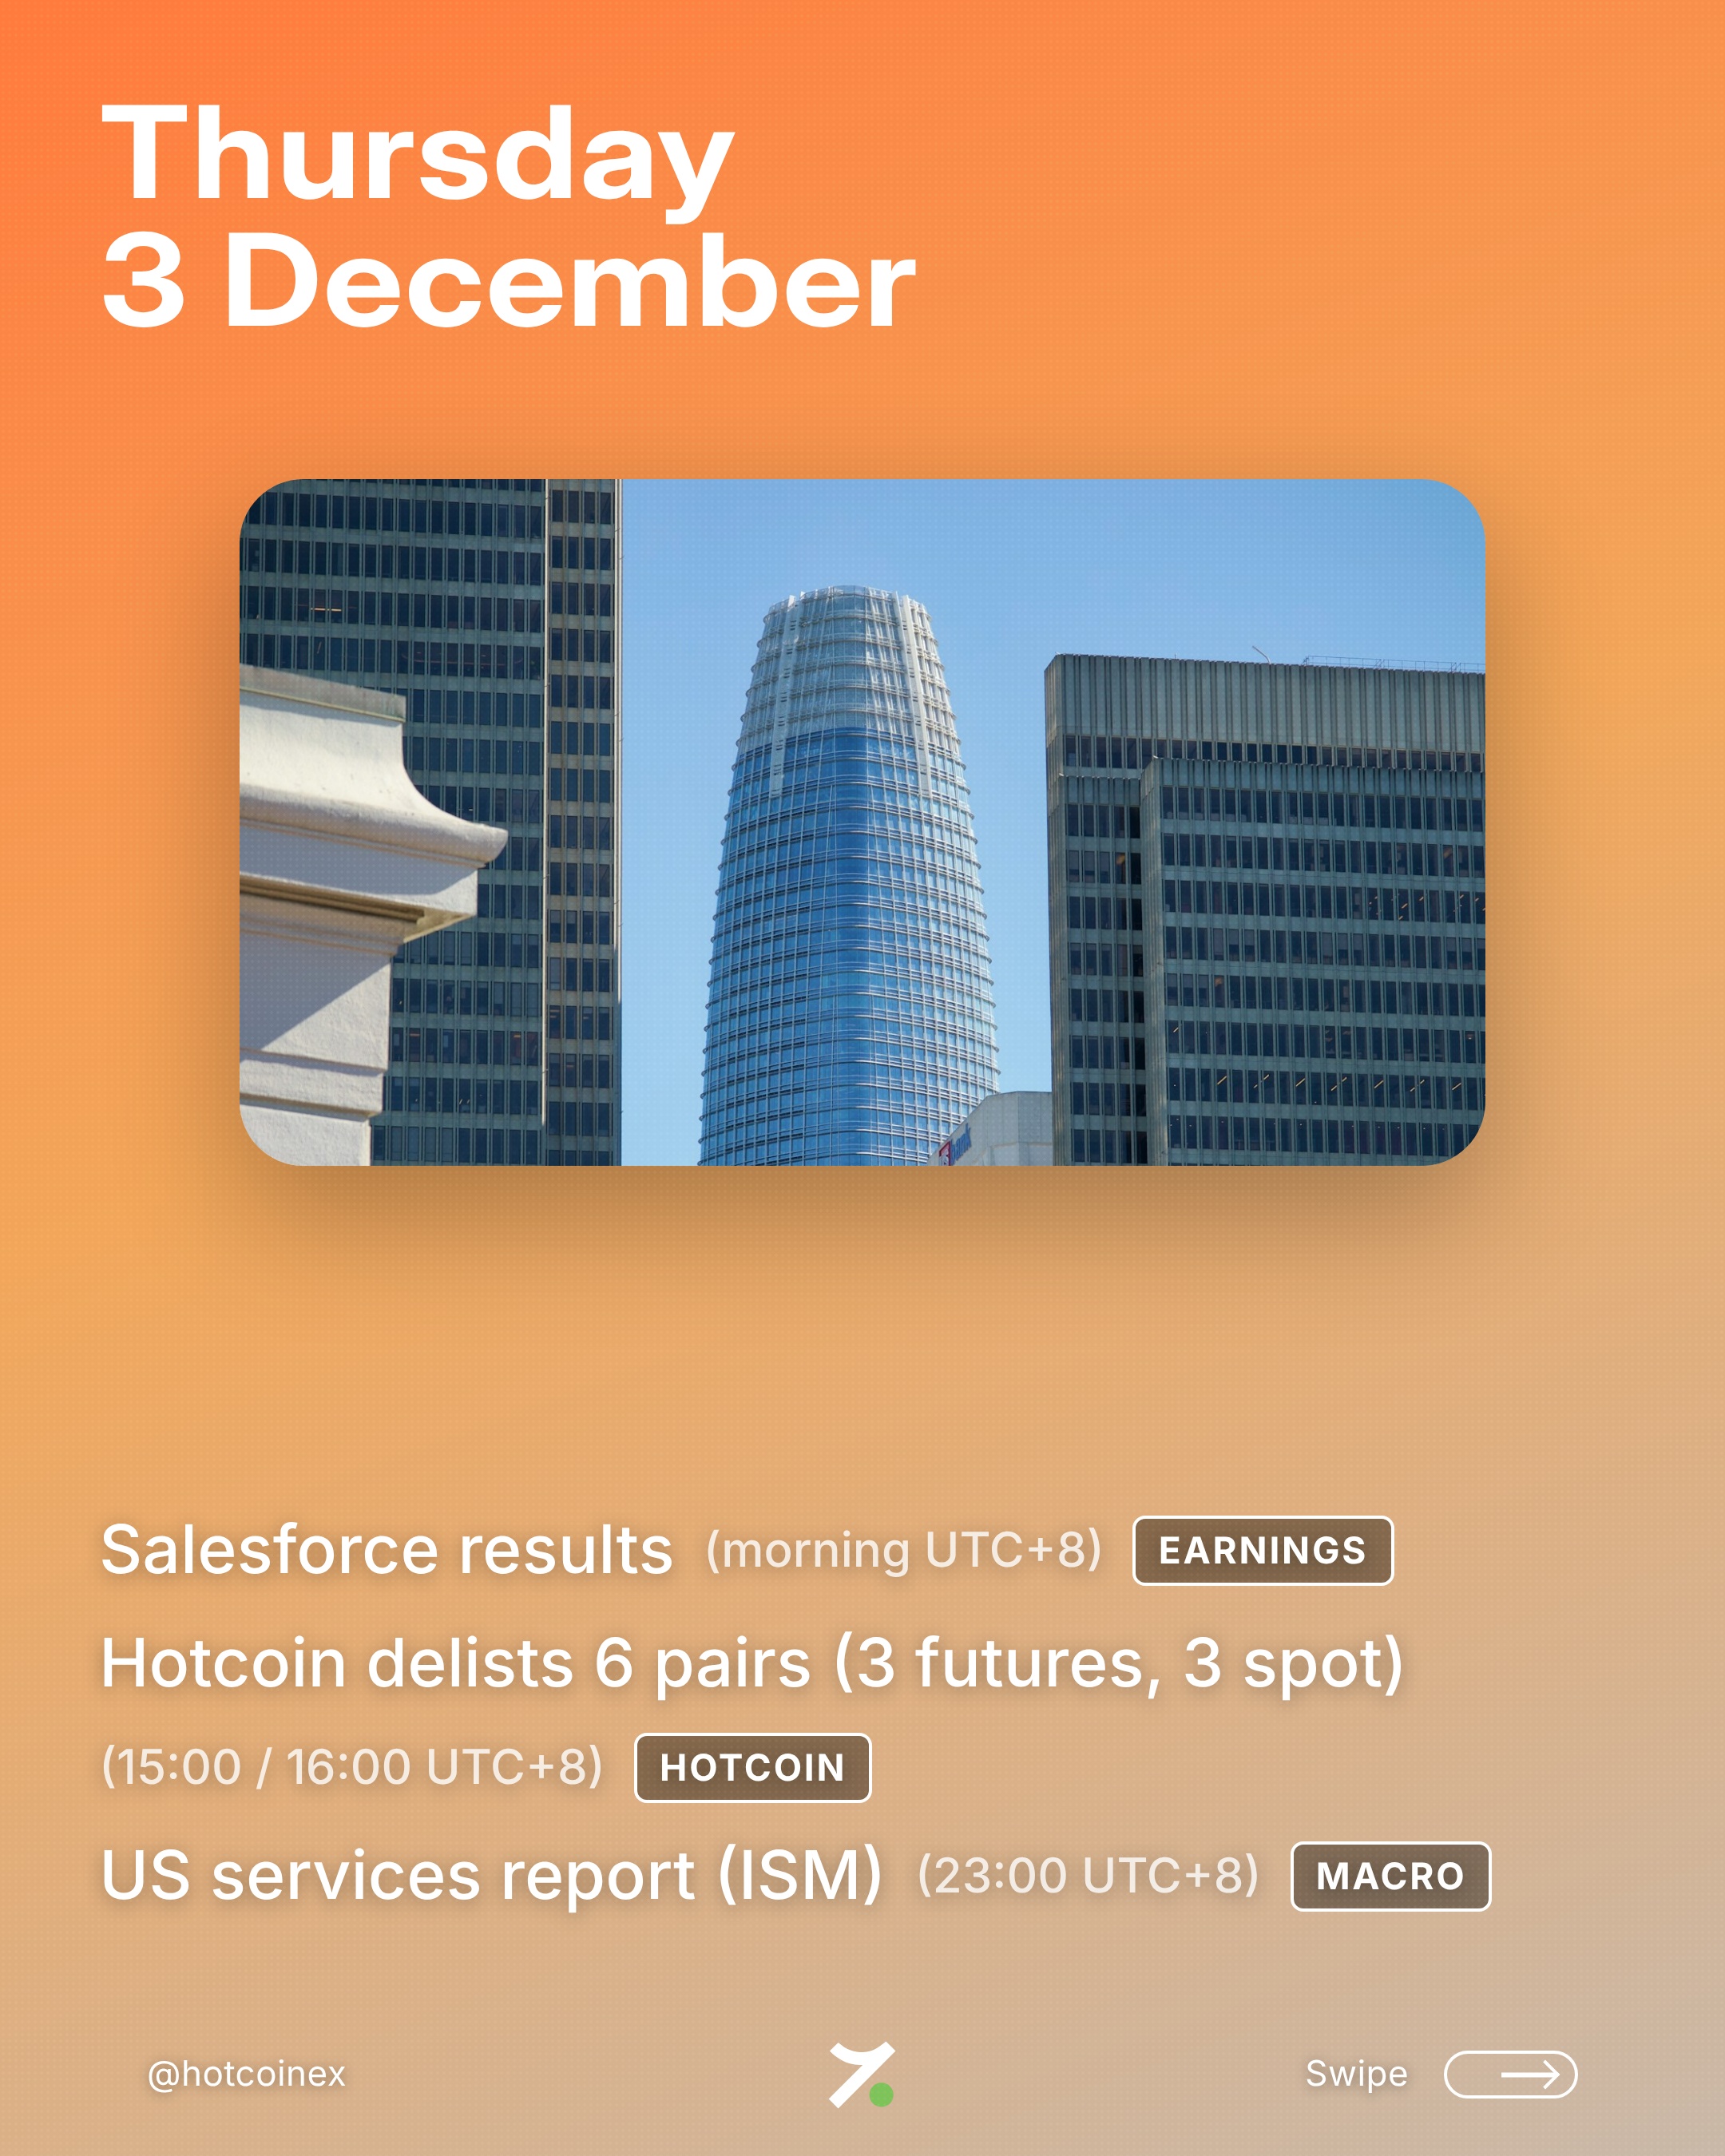 Thursday
3 December
Salesforce results (morning UTC+8) EARNINGS
Hotcoin delists 6 pairs (3 futures, 3 spot)
(15:00 / 16:00 UTC+8) HOTCOIN
US services report (ISM) (23:00 UTC+8) MACRO
@hotcoinex
Swipe